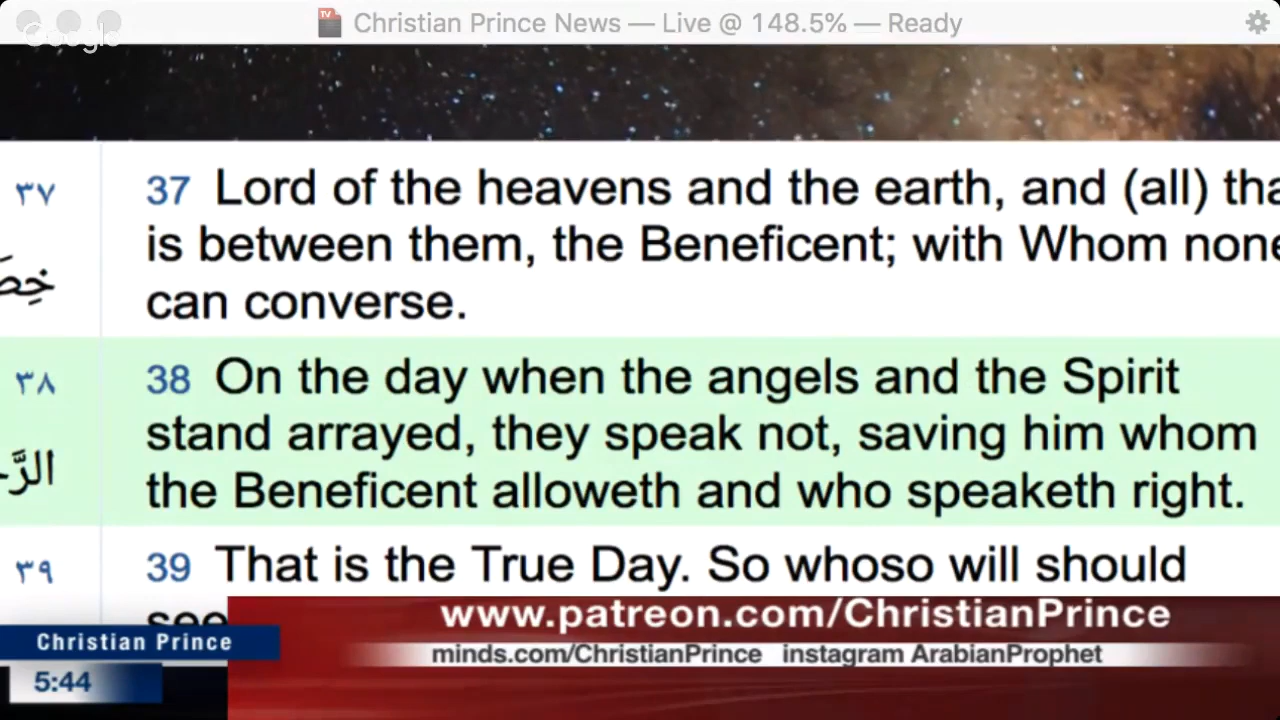 Christian Prince News — Live @ 148.5% — Ready
Google
٣٧
37 Lord of the heavens and the earth, and (all)
is between them, the Beneficent; with Whom none
can converse.
٣٨
38 On the day when the angels and the Spirit
stand arrayed, they speak not, saving him whom
the Beneficent alloweth and who speaketh right.
٣٩
39 That is the True Day. So whoso will should
www.patreon.com/ChristianPrince
Christian Prince
minds.com/ChristianPrince instagram ArabianProphet
5:44